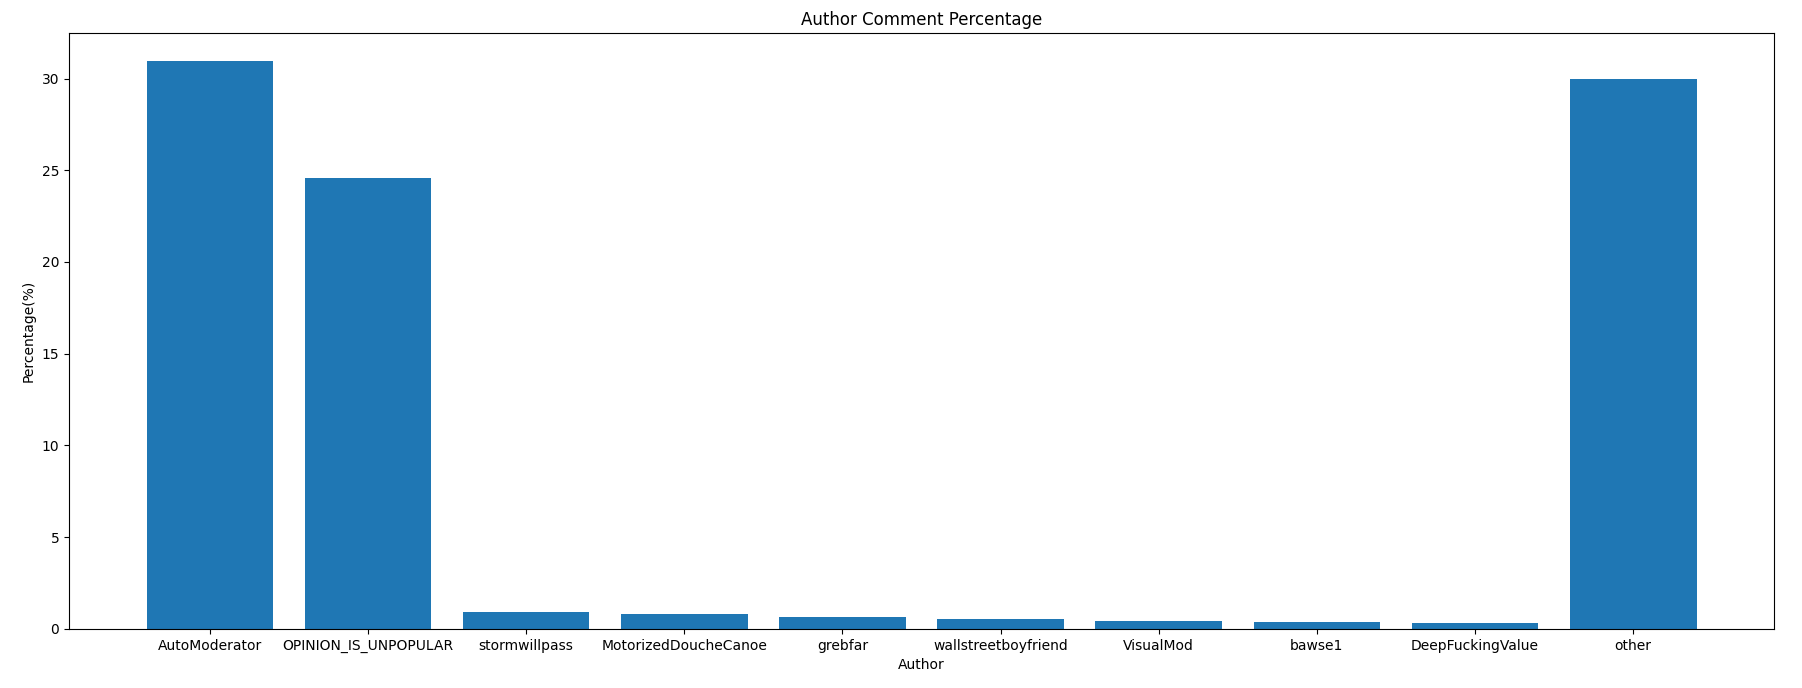 Author Comment Percentage
30
25
20
15
10
5
0
Percentage(%)
AutoModerator OPINION_IS_UNPOPULAR stormwillpass MotorizedDoucheCanoe grebfar wallstreetboyfriend VisualMod bawse1 DeepFuckingValue other
Author